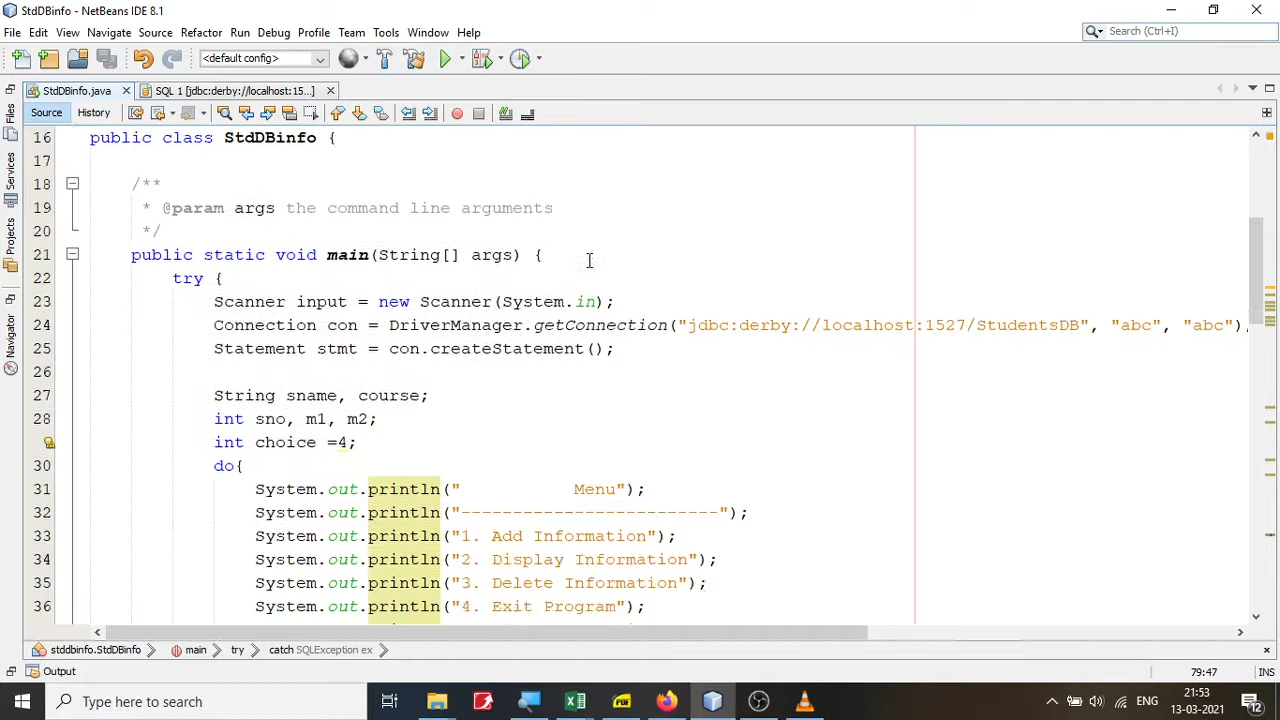 StdDBinfo - NetBeans IDE 8.1
File Edit View Navigate Source Refactor Run Debug Profile Team Tools Window Help
Search (Ctrl+I)
<default config>
StdDBinfo.java
SQL 1 [jdbc:derby://localhost:15...]
Source History
Files
Services
Projects
Navigator
16 public class StdDBinfo {
17
18 /**
19 * @param args the command line arguments
20 */
21 public static void main(String[] args) {
22 try {
23 Scanner input = new Scanner(System.in);
24 Connection con = DriverManager.getConnection("jdbc:derby://localhost:1527/StudentsDB", "abc", "abc")
25 Statement stmt = con.createStatement();
26
27 String sname, course;
28 int sno, m1, m2;
int choice =4;
30 do{
31 System.out.println("           Menu");
32 System.out.println("-------------------------");
33 System.out.println("1. Add Information");
34 System.out.println("2. Display Information");
35 System.out.println("3. Delete Information");
36 System.out.println("4. Exit Program");
stddbinfo.StdDBInfo main try catch SQLException ex
Output
79:47 INS
Type here to search
ENG
21:53
13-03-2021
12